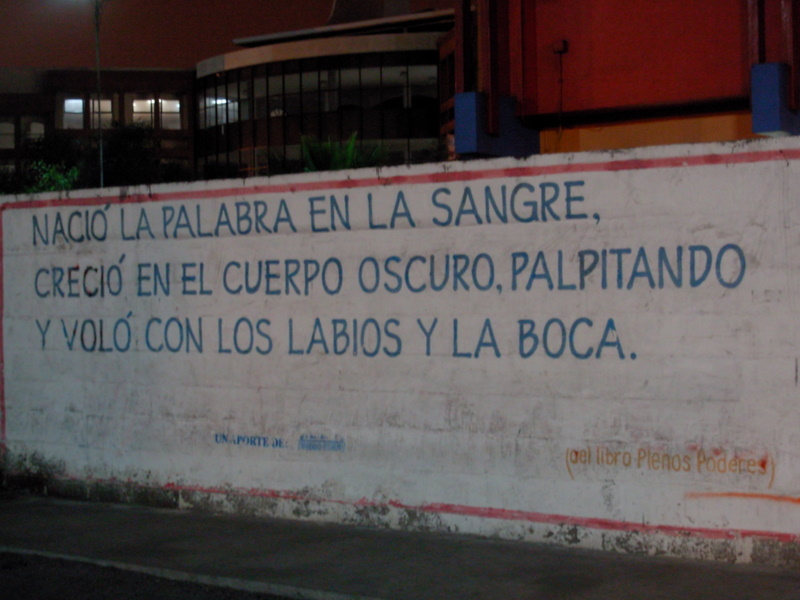 NACIÓ LA PALABRA EN LA SANGRE,
CRECIÓ EN EL CUERPO OSCURO, PALPITANDO
Y VOLÓ CON LOS LABIOS Y LA BOCA.
UN APORTE DE:
(del libro Plenos Poderes)